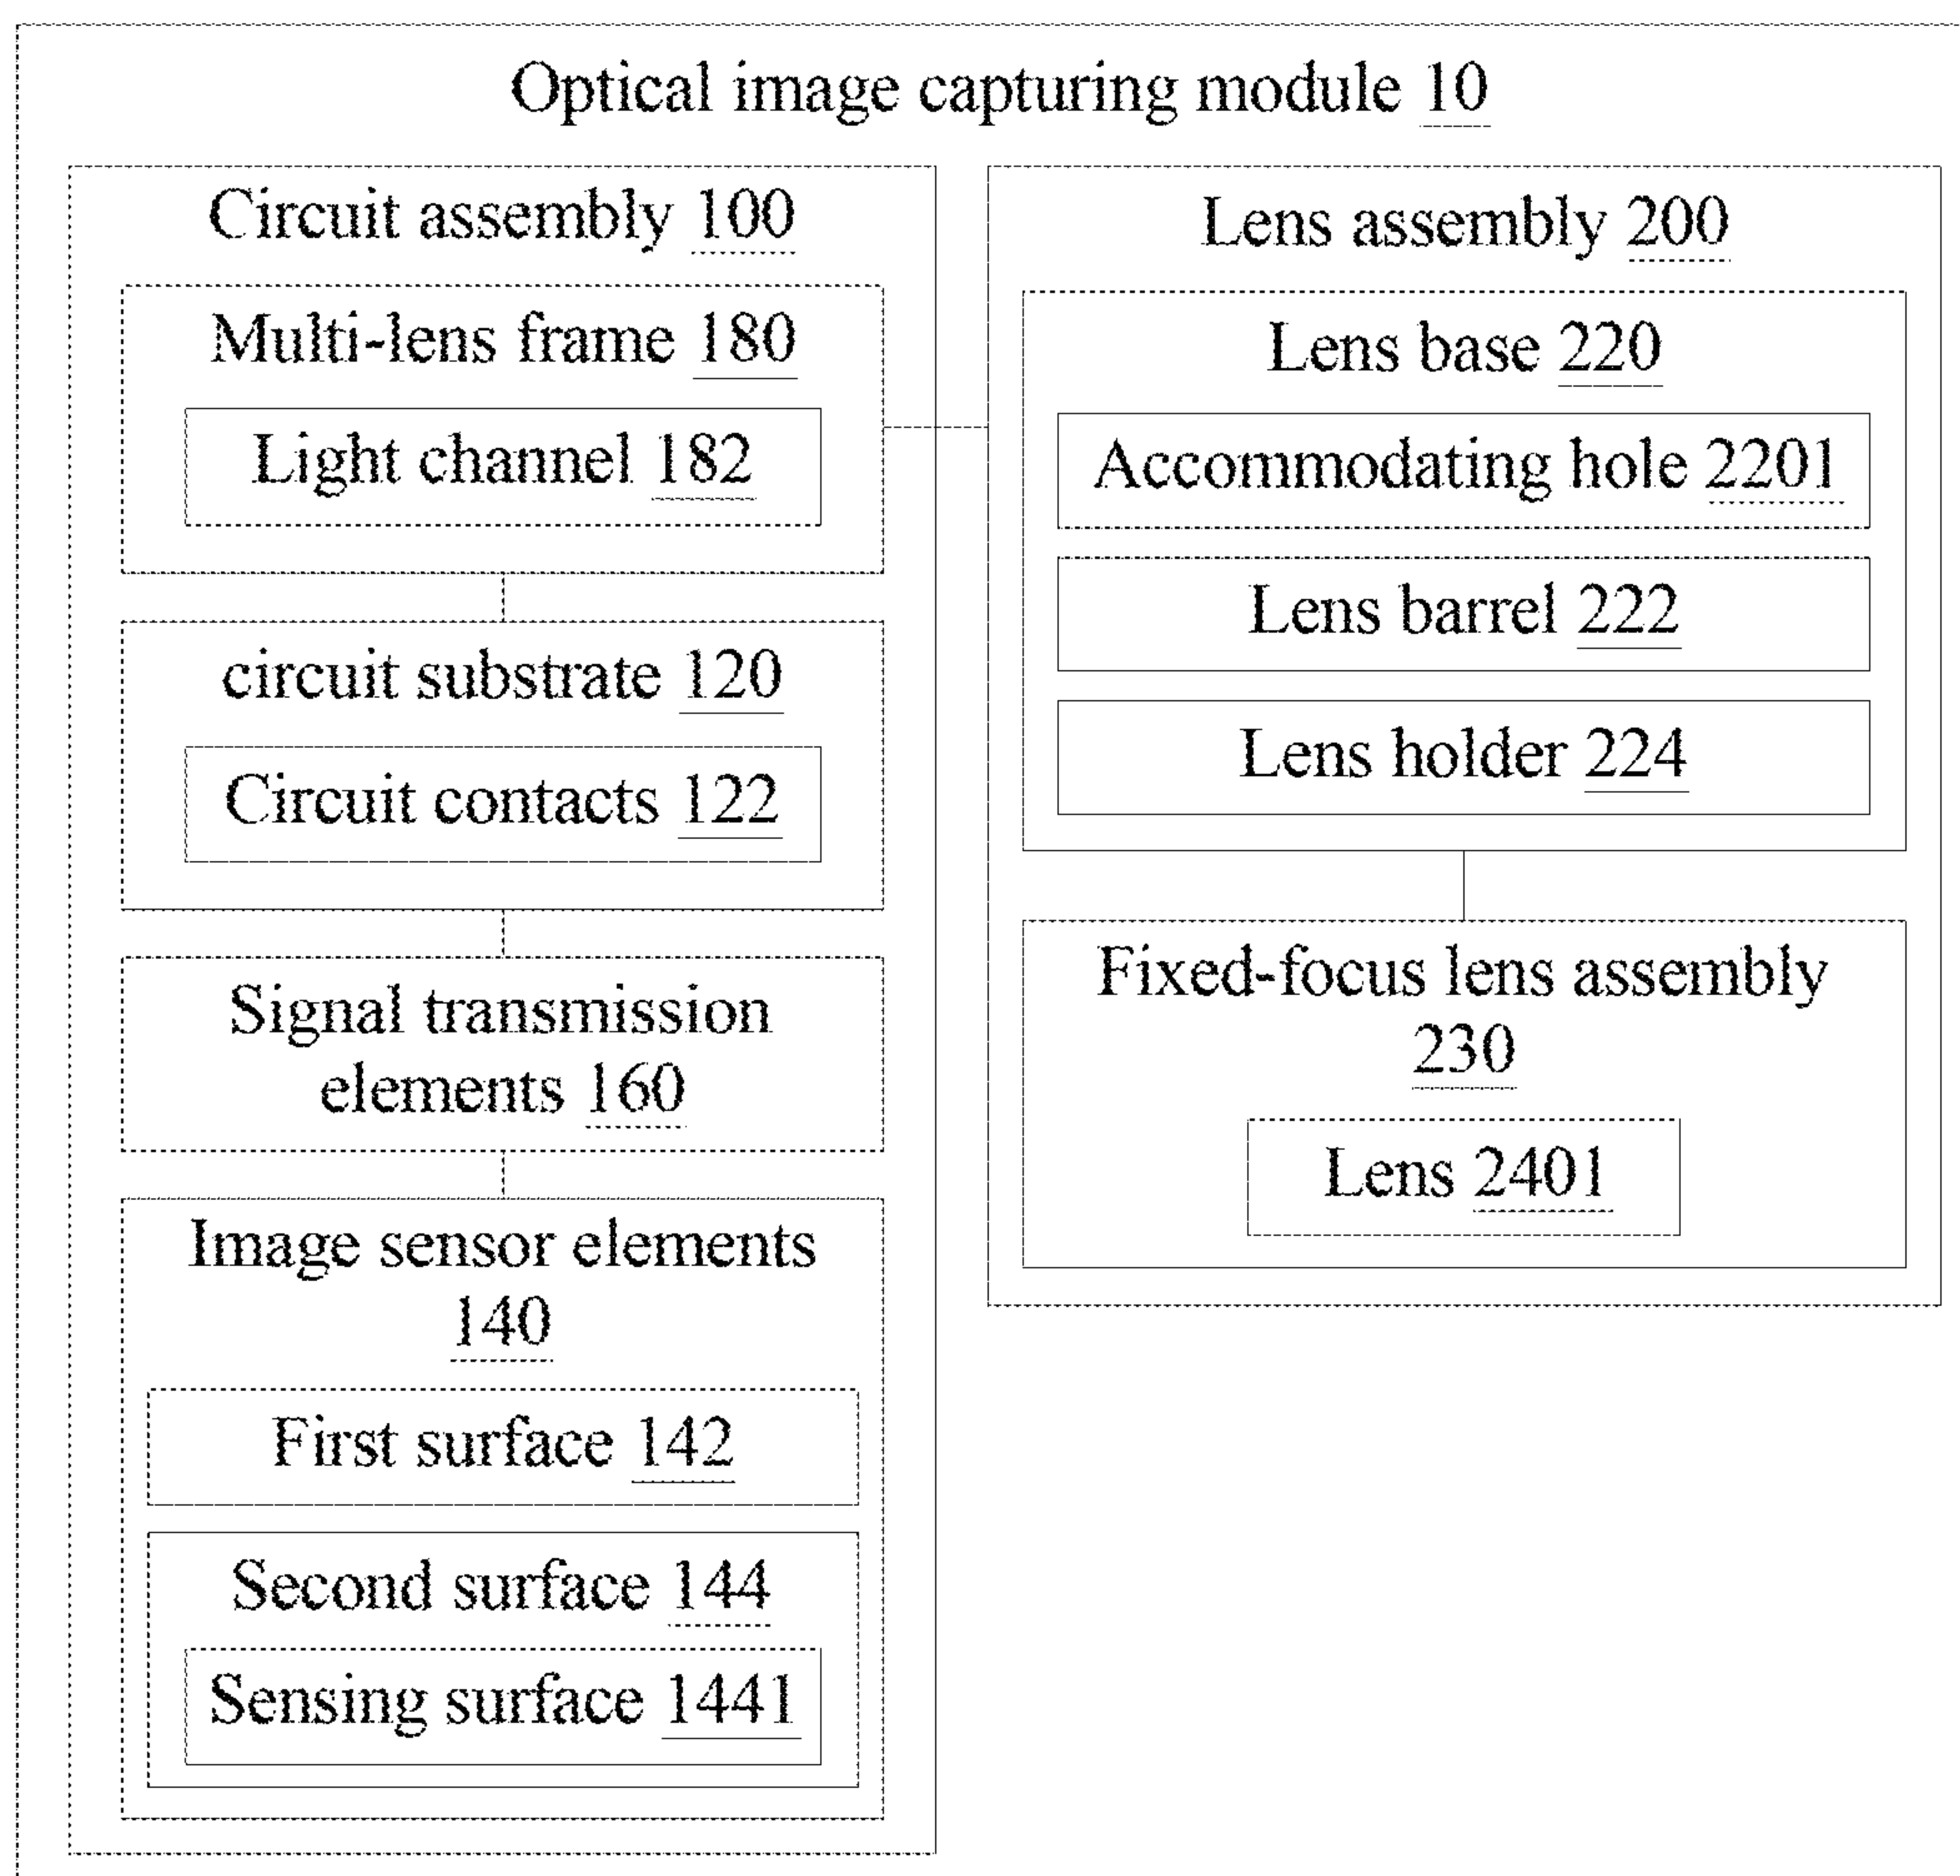 Optical image capturing module 10
Circuit assembly 100
Multi-lens frame 180
Light channel 182
circuit substrate 120
Circuit contacts 122
Signal transmission
elements 160
Image sensor elements
140
First surface 142
Second surface 144
Sensing surface 1441
Lens assembly 200
Lens base 220
Accommodating hole 2201
Lens barrel 222
Lens holder 224
Fixed-focus lens assembly
230
Lens 2401